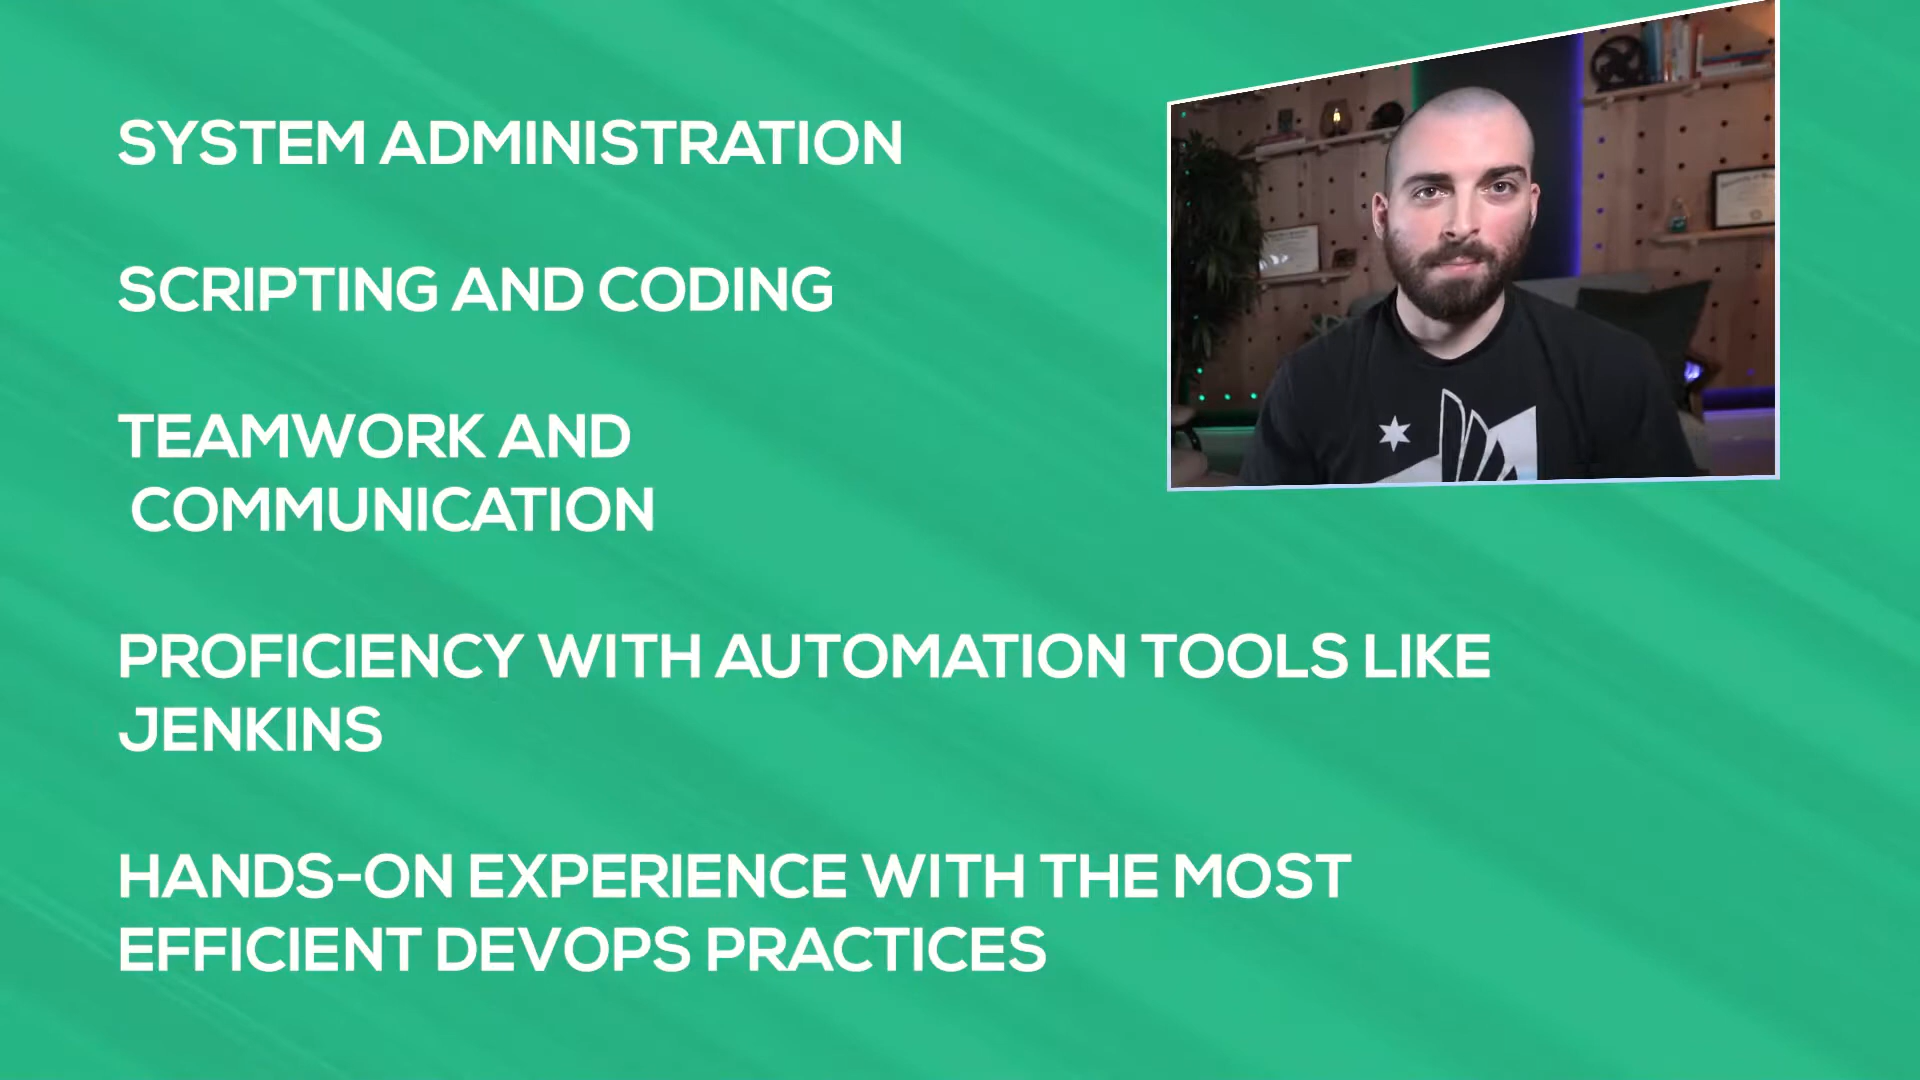 SYSTEM ADMINISTRATION
SCRIPTING AND CODING
TEAMWORK AND
COMMUNICATION
PROFICIENCY WITH AUTOMATION TOOLS LIKE
JENKINS
HANDS-ON EXPERIENCE WITH THE MOST
EFFICIENT DEVOPS PRACTICES